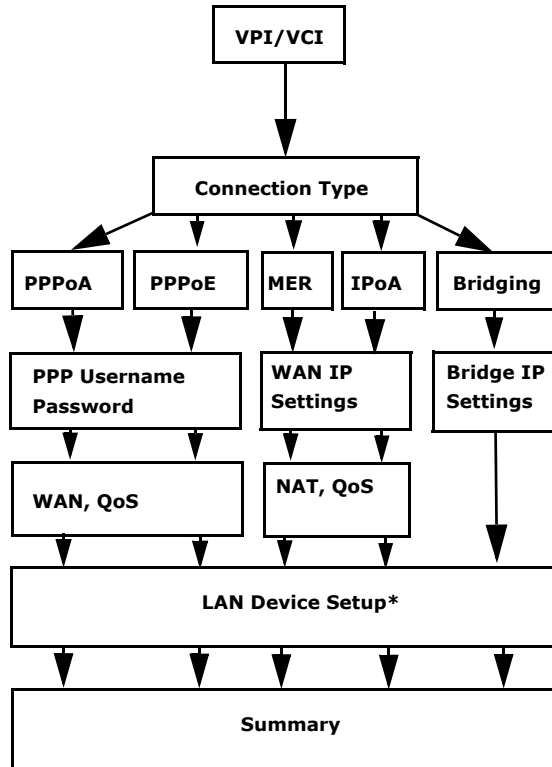 VPI/VCI
Connection Type
PPPoA
PPPoE
MER
IPoA
Bridging
PPP Username
Password
WAN IP
Settings
Bridge IP
Settings
WAN, QoS
NAT, QoS
LAN Device Setup*
Summary